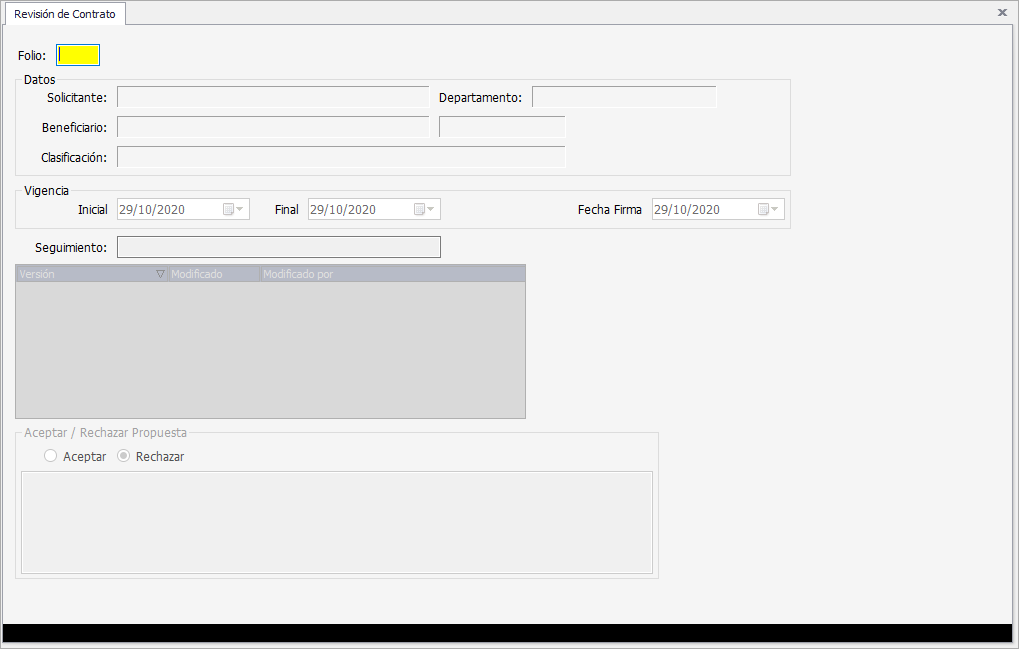 Revisión de Contrato
Folio:
Datos
Solicitante: Departamento:
Beneficiario:
Clasificación:
Vigencia
Inicial 29/10/2020 Final 29/10/2020 Fecha Firma 29/10/2020
Seguimiento:
Versión Modificado Modificado por
Aceptar / Rechazar Propuesta
Aceptar Rechazar